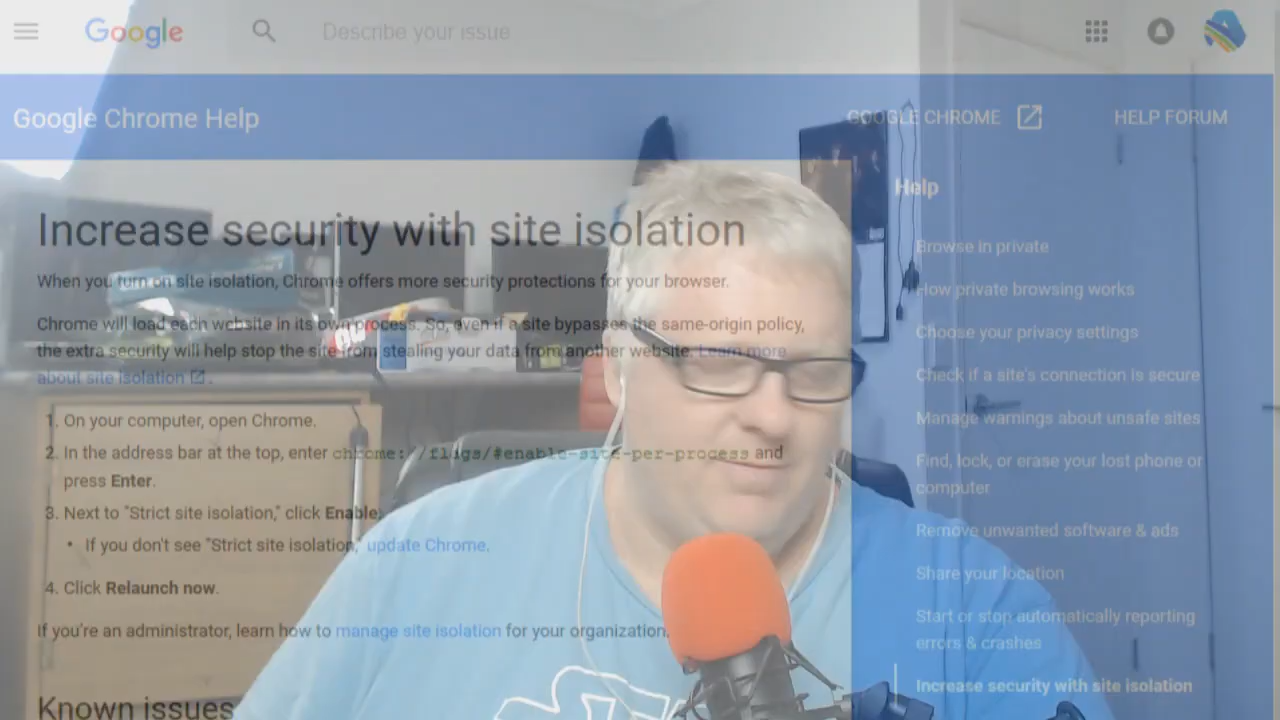 Google
Describe your issue
Google Chrome Help
GOOGLE CHROME
HELP FORUM
Increase security with site isolation
When you turn on site isolation, Chrome offers more security protections for your browser.
Chrome will load each website in its own process. So, even if a site bypasses the same-origin policy,
the extra security will help stop the site from stealing your data from another website. Learn more
about site isolation.
1. On your computer, open Chrome.
2. In the address bar at the top, enter chrome://flags/#enable-site-per-process and
press Enter.
3. Next to "Strict site isolation," click Enable.
• If you don't see "Strict site isolation," update Chrome.
4. Click Relaunch now.
If you're an administrator, learn how to manage site isolation for your organization.
Known issues
Help
Browse in private
How private browsing works
Choose your privacy settings
Check if a site's connection is secure
Manage warnings about unsafe sites
Find, lock, or erase your lost phone or
computer
Remove unwanted software & ads
Share your location
Start or stop automatically reporting
errors & crashes
Increase security with site isolation